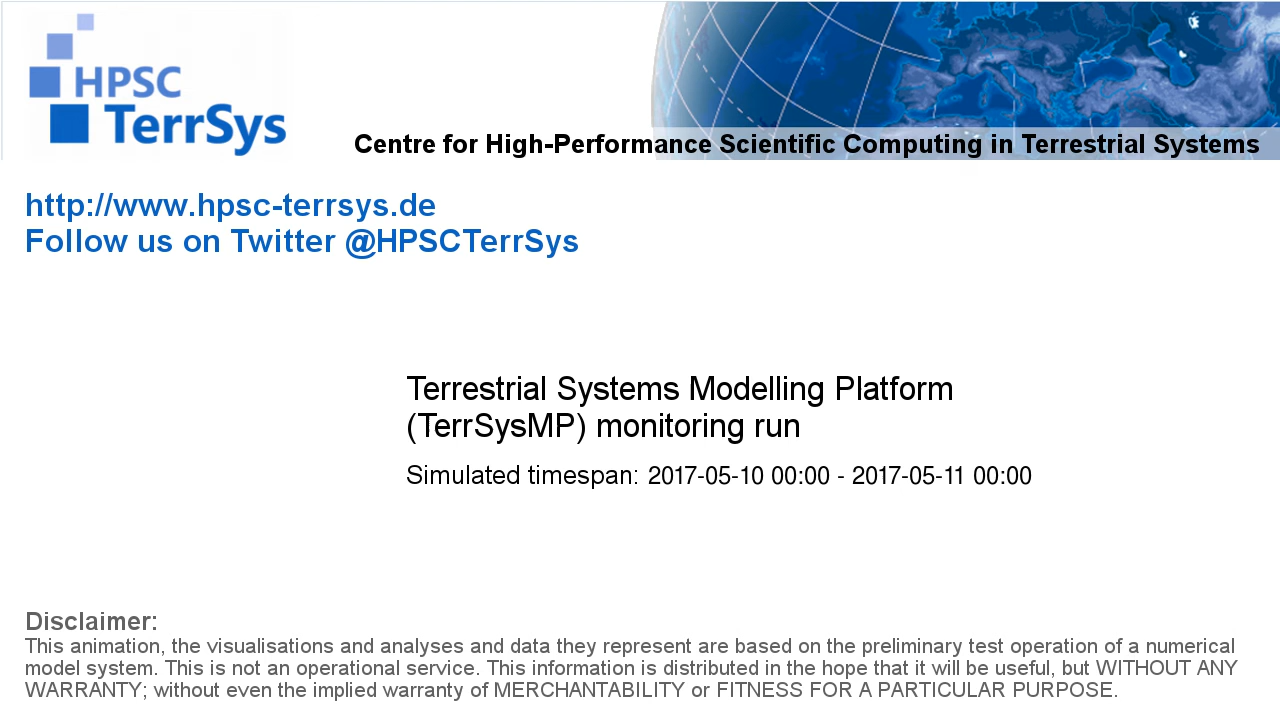 HPSC
TerrSys
Centre for High-Performance Scientific Computing in Terrestrial Systems
http://www.hpsc-terrsys.de
Follow us on Twitter @HPSCTerrSys
Terrestrial Systems Modelling Platform
(TerrSysMP) monitoring run
Simulated timespan: 2017-05-10 00:00 - 2017-05-11 00:00
Disclaimer:
This animation, the visualisations and analyses and data they represent are based on the preliminary test operation of a numerical
model system. This is not an operational service. This information is distributed in the hope that it will be useful, but WITHOUT ANY
WARRANTY; without even the implied warranty of MERCHANTABILITY or FITNESS FOR A PARTICULAR PURPOSE.